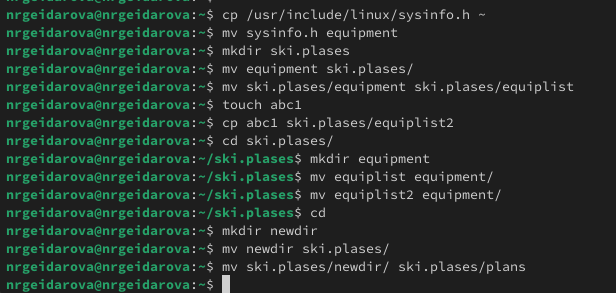 nrgeidarova@nrgeidarova:~$ cp /usr/include/linux/sysinfo.h ~
nrgeidarova@nrgeidarova:~$ mv sysinfo.h equipment
nrgeidarova@nrgeidarova:~$ mkdir ski.plases
nrgeidarova@nrgeidarova:~$ mv equipment ski.plases/
nrgeidarova@nrgeidarova:~$ mv ski.plases/equipment ski.plases/equiplist
nrgeidarova@nrgeidarova:~$ touch abc1
nrgeidarova@nrgeidarova:~$ cp abc1 ski.plases/equiplist2
nrgeidarova@nrgeidarova:~$ cd ski.plases/
nrgeidarova@nrgeidarova:~/ski.plases$ mkdir equipment
nrgeidarova@nrgeidarova:~/ski.plases$ mv equiplist equipment/
nrgeidarova@nrgeidarova:~/ski.plases$ mv equiplist2 equipment/
nrgeidarova@nrgeidarova:~/ski.plases$ cd
nrgeidarova@nrgeidarova:~$ mkdir newdir
nrgeidarova@nrgeidarova:~$ mv newdir ski.plases/
nrgeidarova@nrgeidarova:~$ mv ski.plases/newdir/ ski.plases/plans
nrgeidarova@nrgeidarova:~$